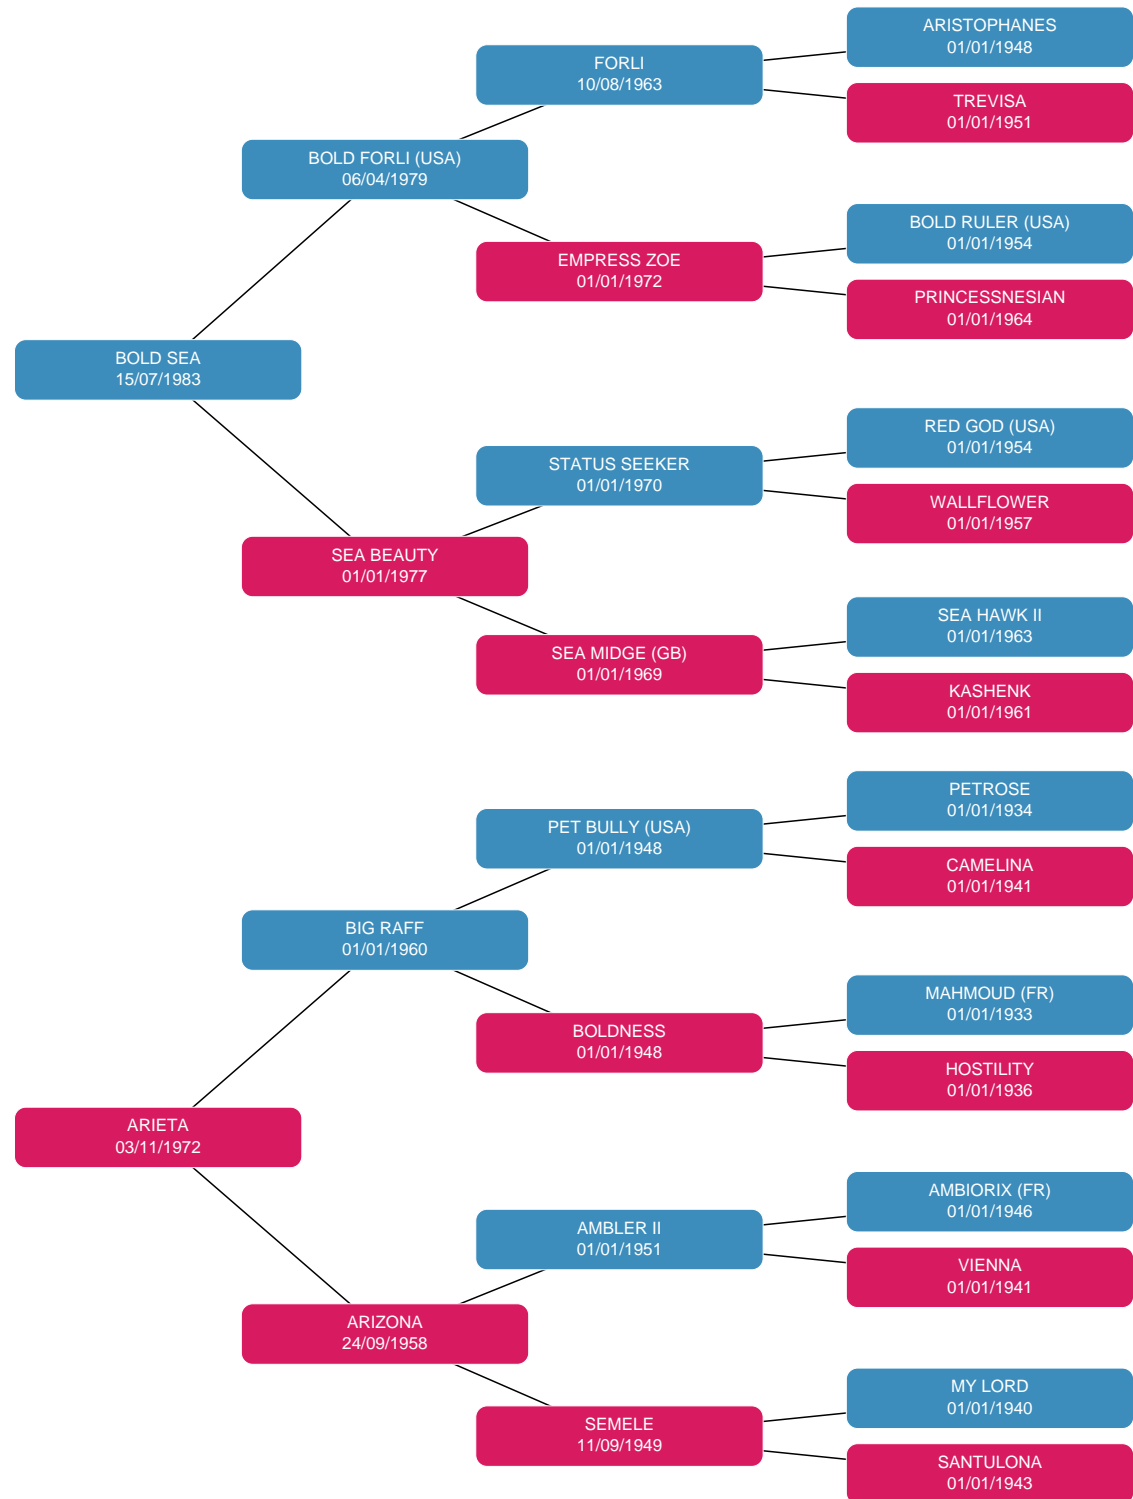 ARISTOPHANES
01/01/1948
FORLI
10/08/1963
TREVISA
01/01/1951
BOLD FORLI (USA)
06/04/1979
BOLD RULER (USA)
01/01/1954
EMPRESS ZOE
01/01/1972
PRINCESSNESIAN
01/01/1964
BOLD SEA
15/07/1983
RED GOD (USA)
01/01/1954
STATUS SEEKER
01/01/1970
WALLFLOWER
01/01/1957
SEA BEAUTY
01/01/1977
SEA HAWK II
01/01/1963
SEA MIDGE (GB)
01/01/1969
KASHENK
01/01/1961
PETROSE
01/01/1934
PET BULLY (USA)
01/01/1948
CAMELINA
01/01/1941
BIG RAFF
01/01/1960
MAHMOUD (FR)
01/01/1933
BOLDNESS
01/01/1948
HOSTILITY
01/01/1936
ARIETA
03/11/1972
AMBIORIX (FR)
01/01/1946
AMBLER II
01/01/1951
VIENNA
01/01/1941
ARIZONA
24/09/1958
MY LORD
01/01/1940
SEMELE
11/09/1949
SANTULONA
01/01/1943